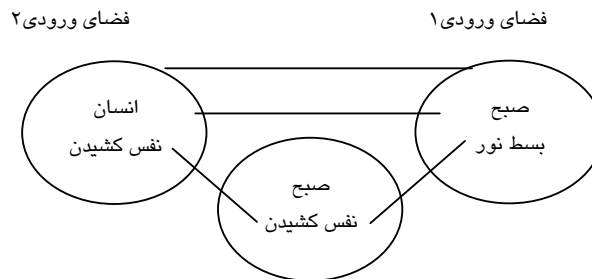 فضای ورودی۱
فضای ورودی۲
صبح
بسط نور
انسان
نفس کشیدن
صبح
نفس کشیدن